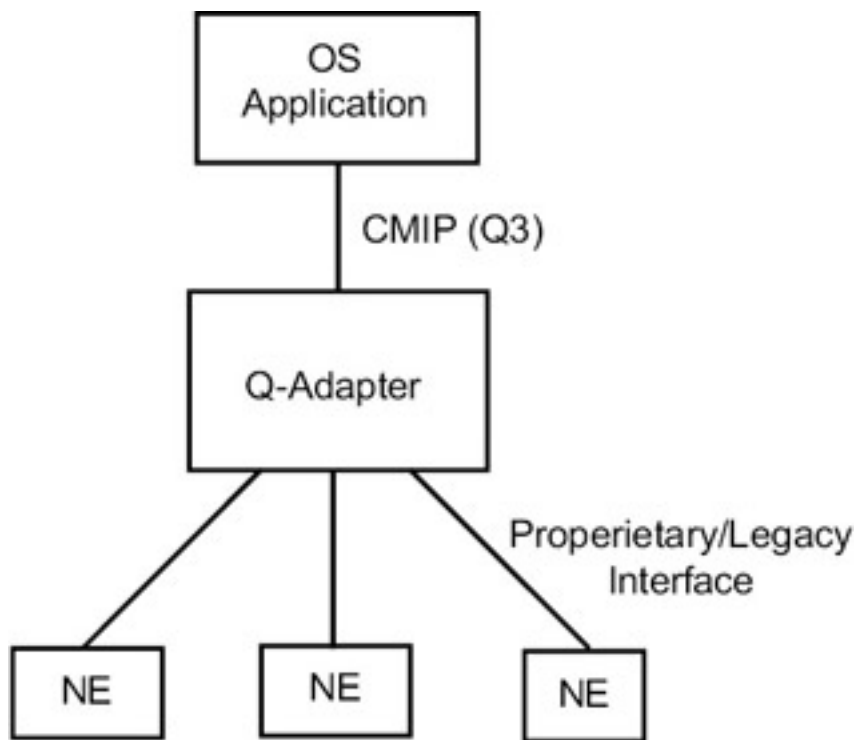 OS
Application
CMIP (Q3)
Q-Adapter
Properietary/Legacy
Interface
NE
NE
NE